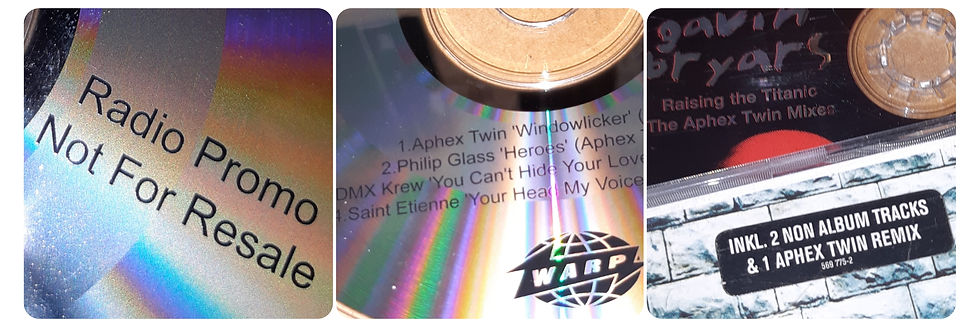 Radio Promo
Not For Resale
1.Aphex Twin 'Windowlicker' (
2.Philip Glass 'Heroes' (Aphex
DMX Krew 'You Can't Hide Your Love
4.Saint Etienne 'Your Head My Voice
WARP
gavin
bryars
Raising the Titanic
The Aphex Twin Mixes
INKL. 2 NON ALBUM TRACKS
& 1 APHEX TWIN REMIX
569 775-2